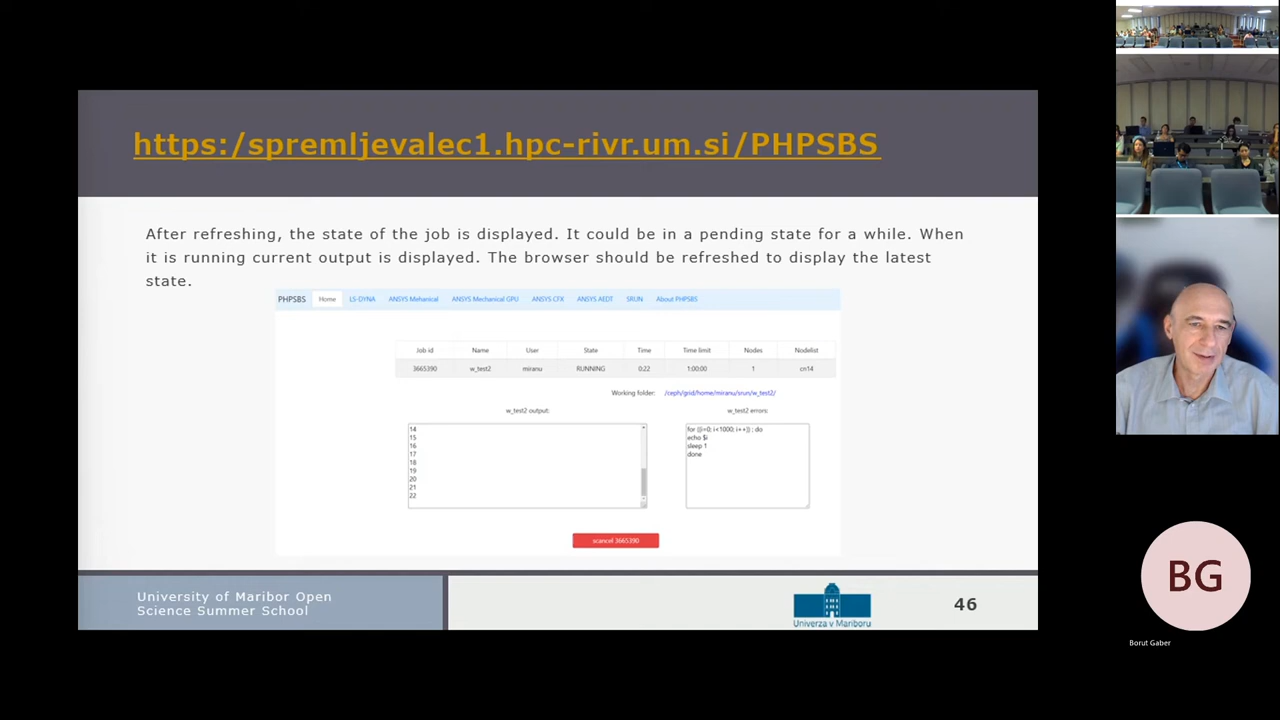 https:/spremljevalec1.hpc-rivr.um.si/PHPSBS
After refreshing, the state of the job is displayed. It could be in a pending state for a while. When
it is running current output is displayed. The browser should be refreshed to display the latest
state.
PHPSBS Home LS-DYNA ANSYS Mehanical ANSYS Mechanical GPU ANSYS CFX ANSYS AEDT SRUN About PHPSBS
Job id Name User State Time Time limit Nodes Nodelist
3665390 w_test2 miranu RUNNING 0:22 1:00:00 1 cn14
Working folder: /ceph/grid/home/miranu/srun/w_test2/
w_test2 output: w_test2 errors:
14 for ((i=0; i<1000; i++)) ; do
15 echo $i
16 sleep 1
17 done
18
19
20
21
22
scancel 3665390
University of Maribor Open
Science Summer School
Univerza v Mariboru
46
BG
Borut Gaber